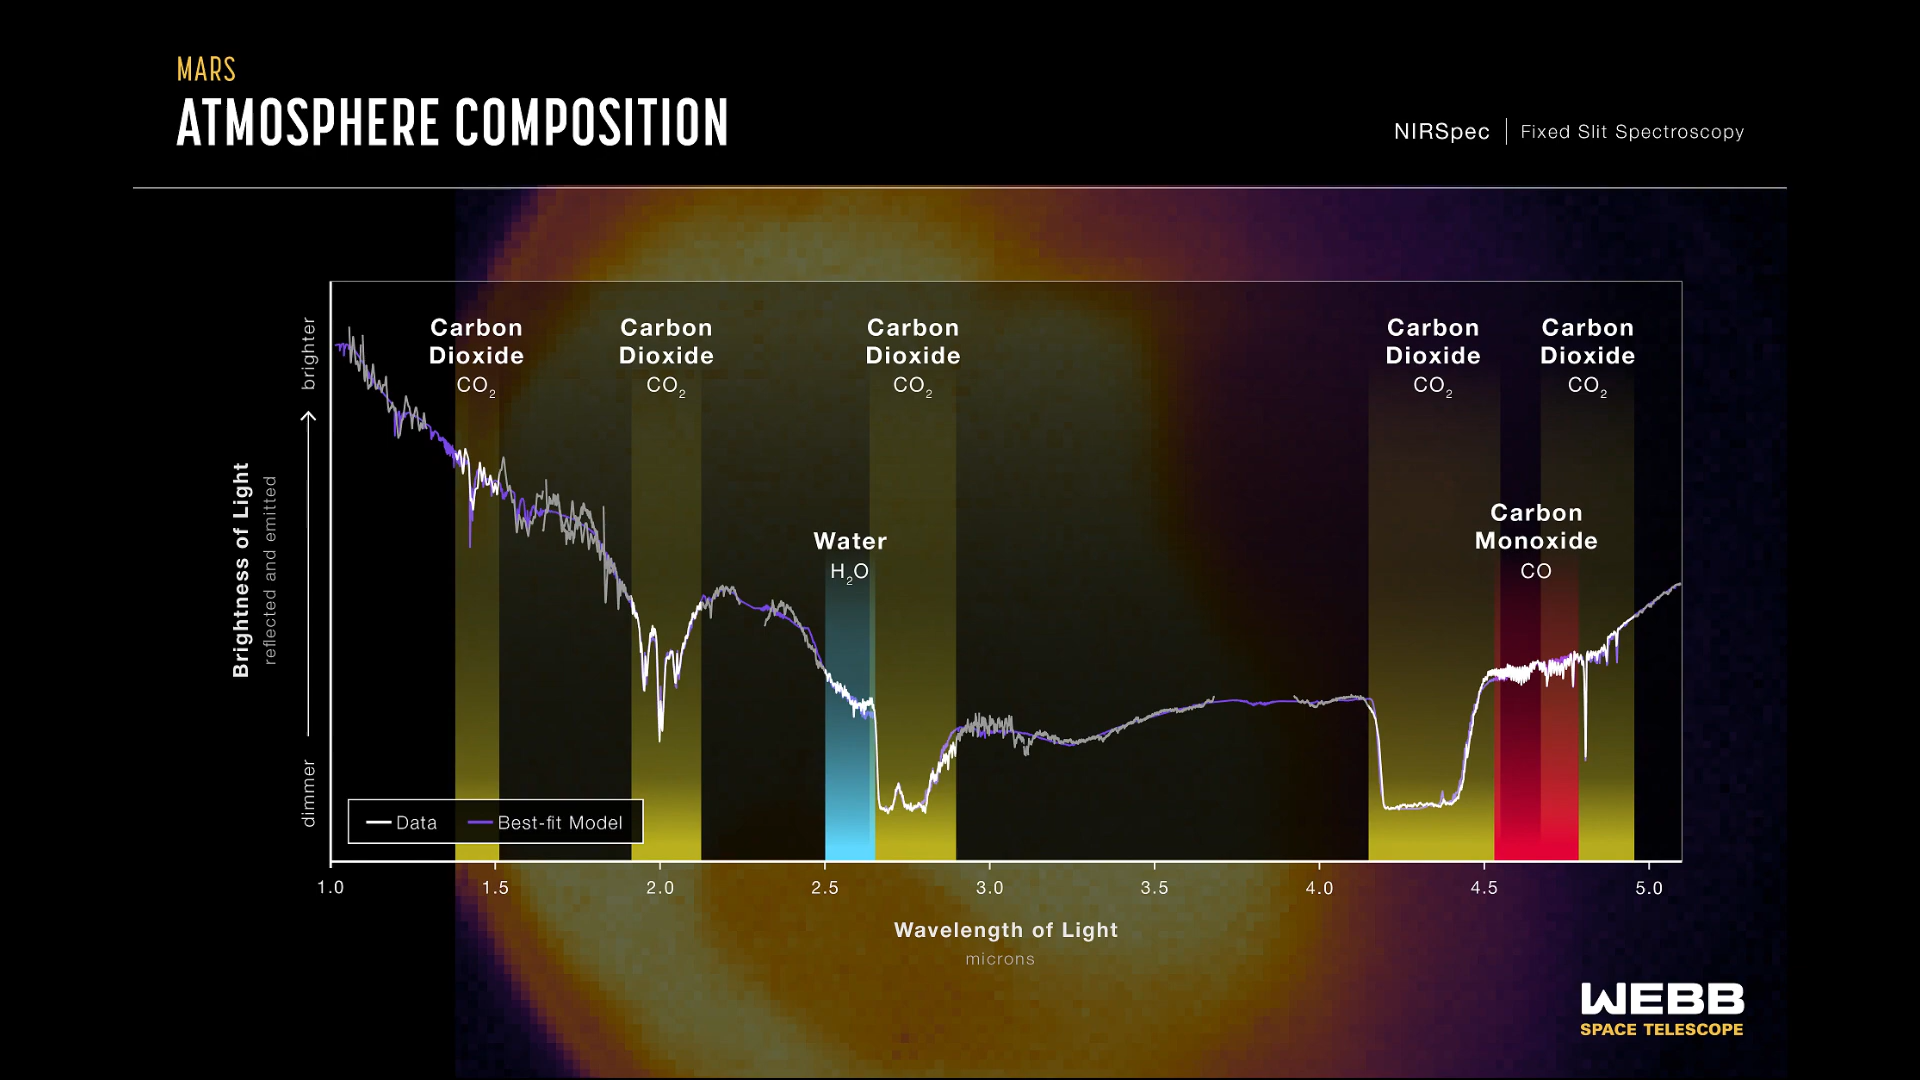 MARS
ATMOSPHERE COMPOSITION
NIRSpec | Fixed Slit Spectroscopy
Carbon
Dioxide
CO₂
Carbon
Dioxide
CO₂
Carbon
Dioxide
CO₂
Carbon
Dioxide
CO₂
Carbon
Dioxide
CO₂
Water
H₂O
Carbon
Monoxide
CO
brighter
dimmer
Brightness of Light
reflected and emitted
Data
Best-fit Model
1.0 1.5 2.0 2.5 3.0 3.5 4.0 4.5 5.0
Wavelength of Light
microns
WEBB
SPACE TELESCOPE